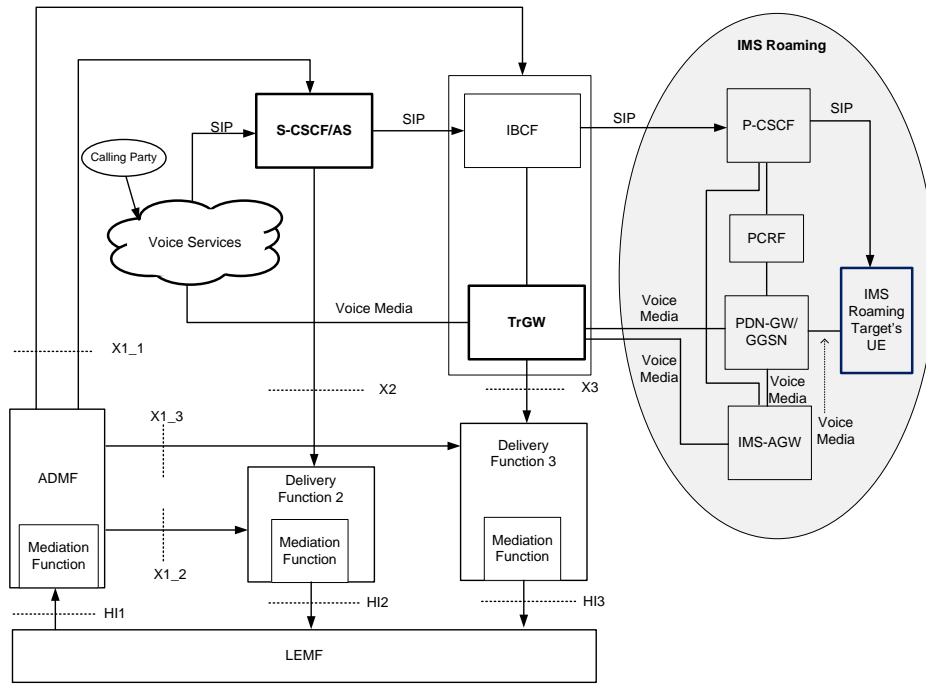 IMS Roaming
S-CSCF/AS
SIP
SIP
IBCF
SIP
P-CSCF
SIP
Calling Party
Voice Services
PCRF
Voice Media
TrGW
Voice
Media
PDN-GW/
GGSN
IMS
Roaming
Target's
UE
X1_1
Voice
Media
X2
X3
Voice
Media
Voice
Media
X1_3
IMS-AGW
ADMF
Delivery
Function 2
Delivery
Function 3
Mediation
Function
Mediation
Function
Mediation
Function
X1_2
HI1
HI2
HI3
LEMF